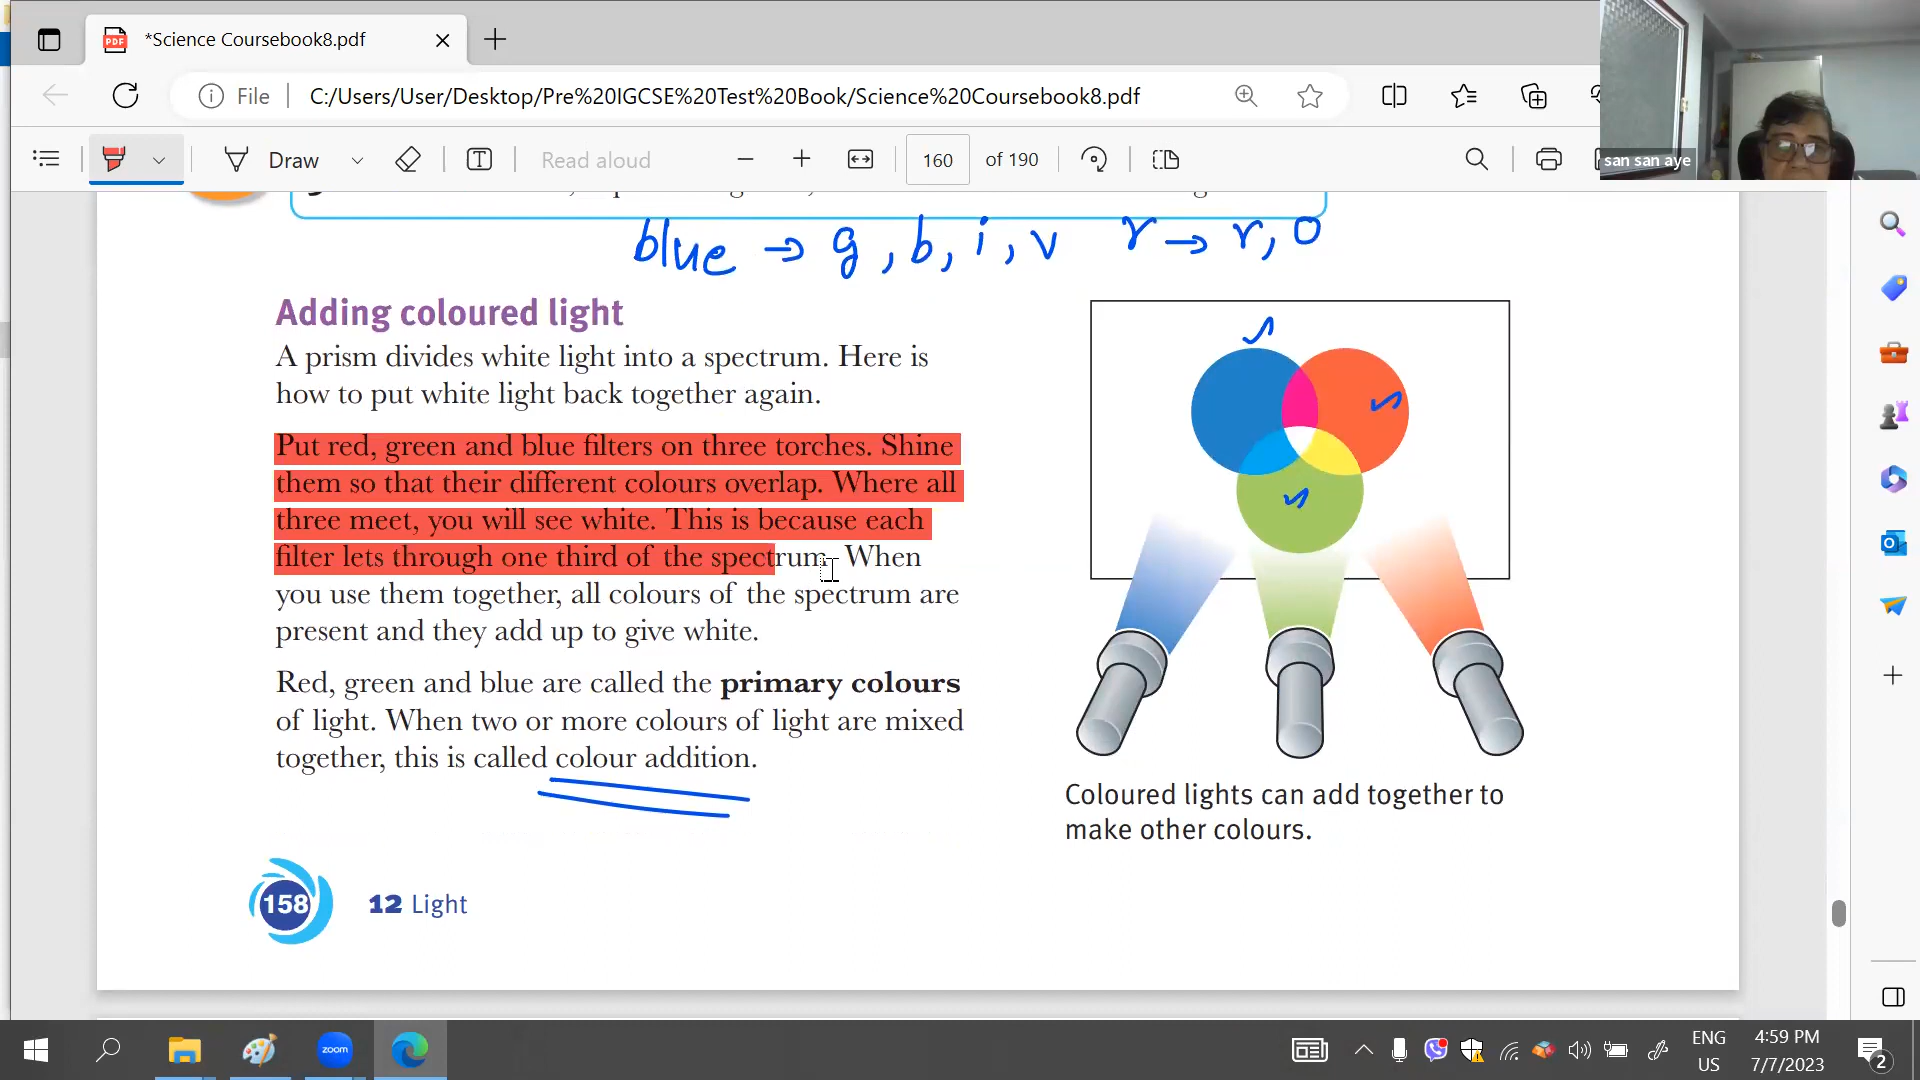 *Science Coursebook8.pdf
File
C:/Users/User/Desktop/Pre%20IGCSE%20Test%20Book/Science%20Coursebook8.pdf
Draw
Read aloud
160
of 190
san san aye
blue → g, b, i, v   r → r, o
Adding coloured light
A prism divides white light into a spectrum. Here is
how to put white light back together again.
Put red, green and blue filters on three torches. Shine
them so that their different colours overlap. Where all
three meet, you will see white. This is because each
filter lets through one third of the spectrum. When
you use them together, all colours of the spectrum are
present and they add up to give white.
Red, green and blue are called the primary colours
of light. When two or more colours of light are mixed
together, this is called colour addition.
Coloured lights can add together to
make other colours.
158
12 Light
zoom
ENG
US
4:59 PM
7/7/2023
2